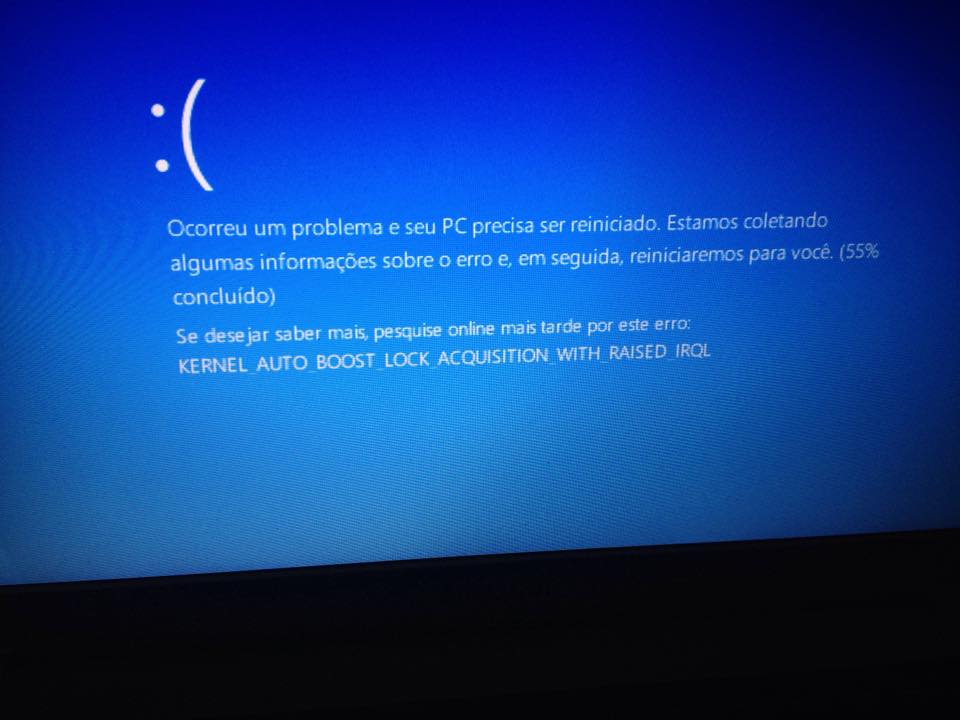 :(
Ocorreu um problema e seu PC precisa ser reiniciado. Estamos coletando
algumas informações sobre o erro e, em seguida, reiniciaremos para você. (55%
concluído)
Se desejar saber mais, pesquise online mais tarde por este erro:
KERNEL_AUTO_BOOST_LOCK_ACQUISITION_WITH_RAISED_IRQL